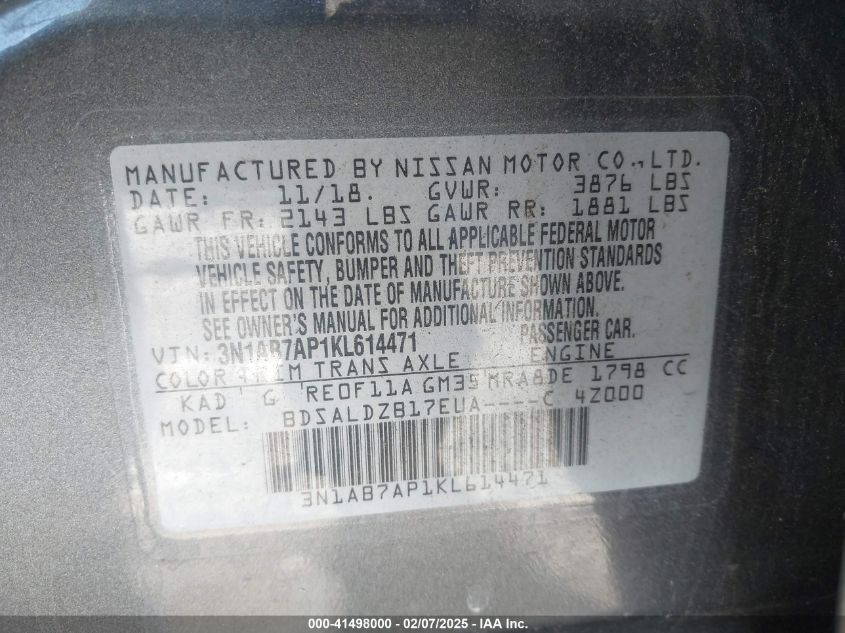 MANUFACTURED BY NISSAN MOTOR CO., LTD.
DATE: 11/18. GVWR: 3876 LBS
GAWR FR: 2143 LBS GAWR RR: 1881 LBS
THIS VEHICLE CONFORMS TO ALL APPLICABLE FEDERAL MOTOR
VEHICLE SAFETY, BUMPER AND THEFT PREVENTION STANDARDS
IN EFFECT ON THE DATE OF MANUFACTURE SHOWN ABOVE.
SEE OWNER'S MANUAL FOR ADDITIONAL INFORMATION.
VIN: 3N1AB7AP1KL614471 PASSENGER CAR.
COLOR TRIM TRANS AXLE ENGINE
KAD G RE0F11A GM35 MRA8DE 1798 CC
MODEL: BDSALDZB17EUA----C 4Z000
3N1AB7AP1KL614471
000-41498000 - 02/07/2025 - IAA Inc.